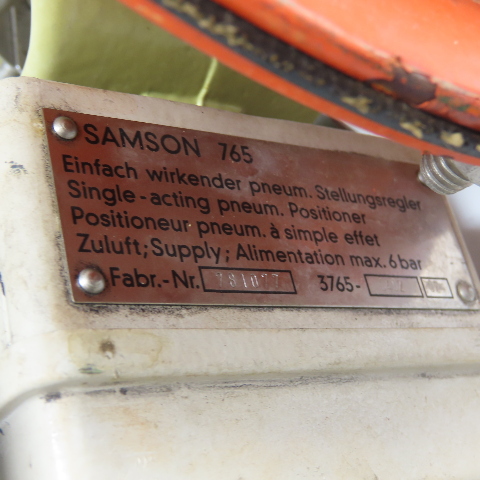 SAMSON 765
Einfach wirkender pneum. Stellungsregler
Single-acting pneum. Positioner
Positionneur pneum. à simple effet
Zuluft; Supply; Alimentation max. 6 bar
Fabr.-Nr. 3765-